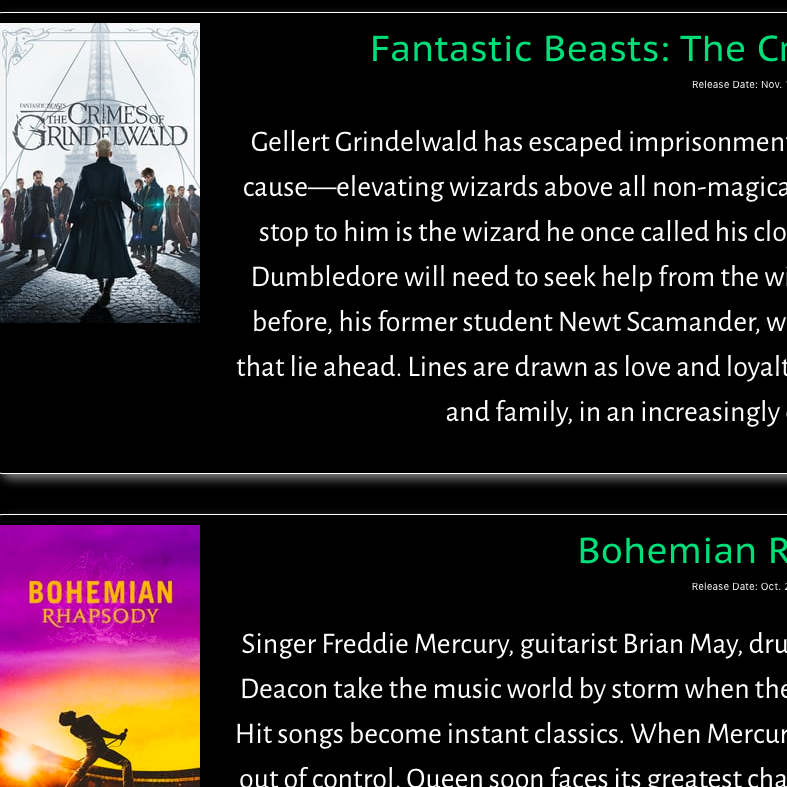 FANTASTIC BEASTS
THE CRIMES OF
GRINDELWALD
Fantastic Beasts: The Cr
Release Date: Nov.
Gellert Grindelwald has escaped imprisonment
cause—elevating wizards above all non-magica
stop to him is the wizard he once called his clo
Dumbledore will need to seek help from the wi
before, his former student Newt Scamander, w
that lie ahead. Lines are drawn as love and loyalt
and family, in an increasingly
BOHEMIAN
RHAPSODY
Bohemian R
Release Date: Oct. 2
Singer Freddie Mercury, guitarist Brian May, dru
Deacon take the music world by storm when the
Hit songs become instant classics. When Mercur
out of control, Queen soon faces its greatest cha